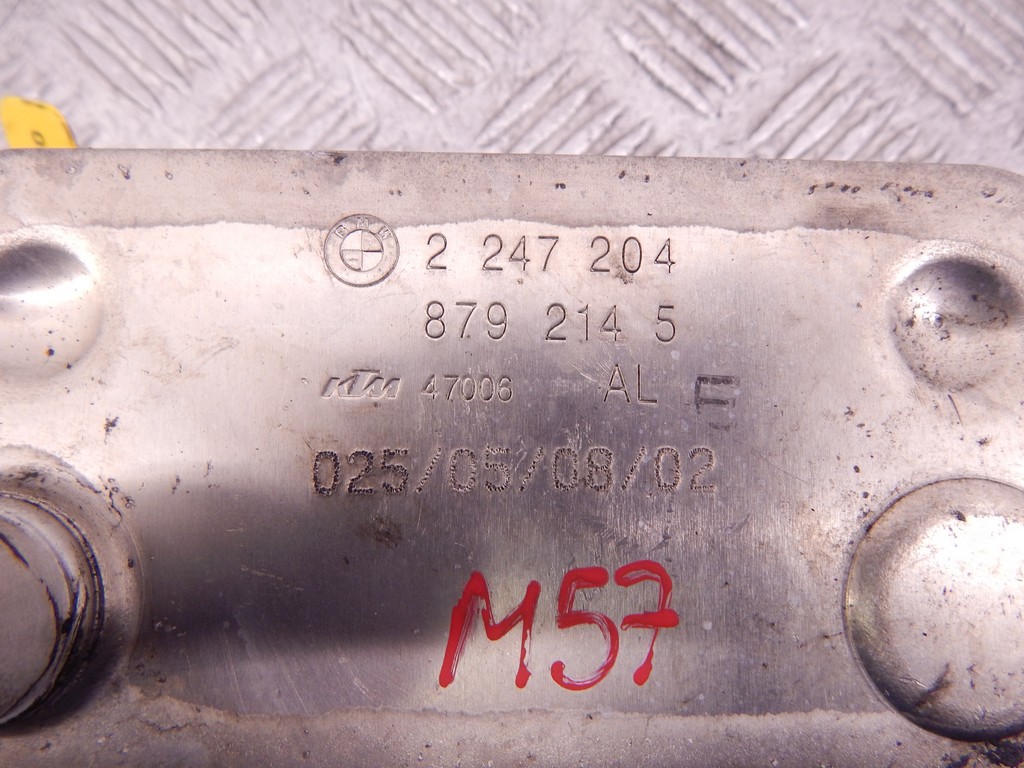 BMW 2 247 204
879 214 5
KTM 47006 AL E
025/05/08/02
M57